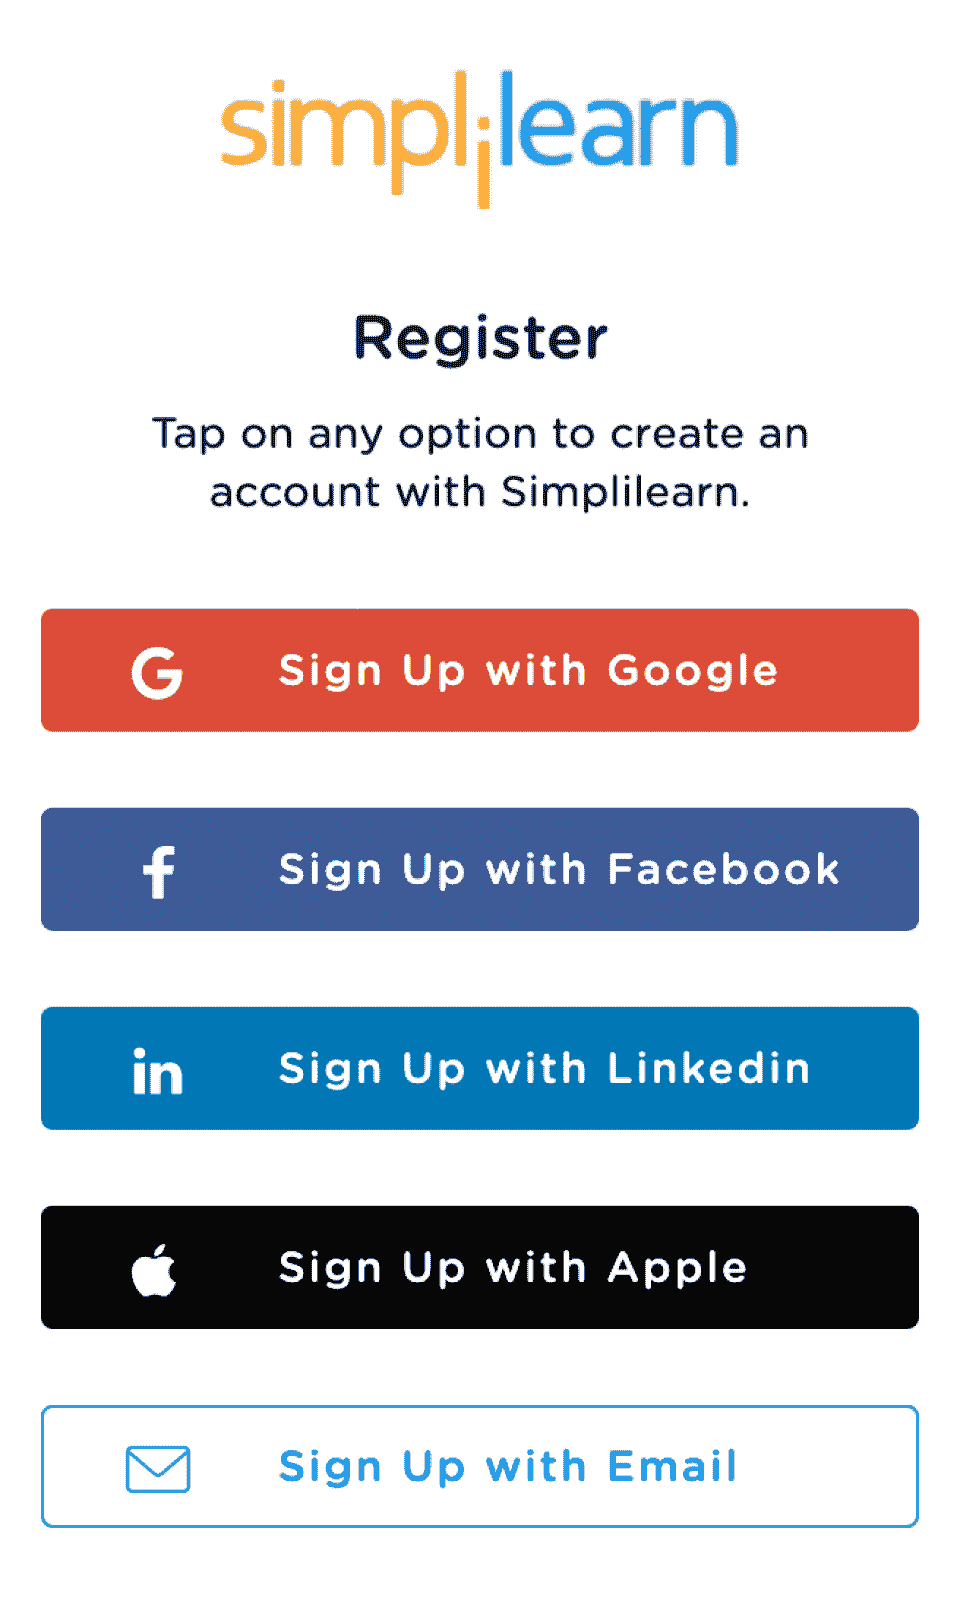 simplilearn
Register
Tap on any option to create an
account with Simplilearn.
Sign Up with Google
Sign Up with Facebook
in Sign Up with Linkedin
Sign Up with Apple
Sign Up with Email